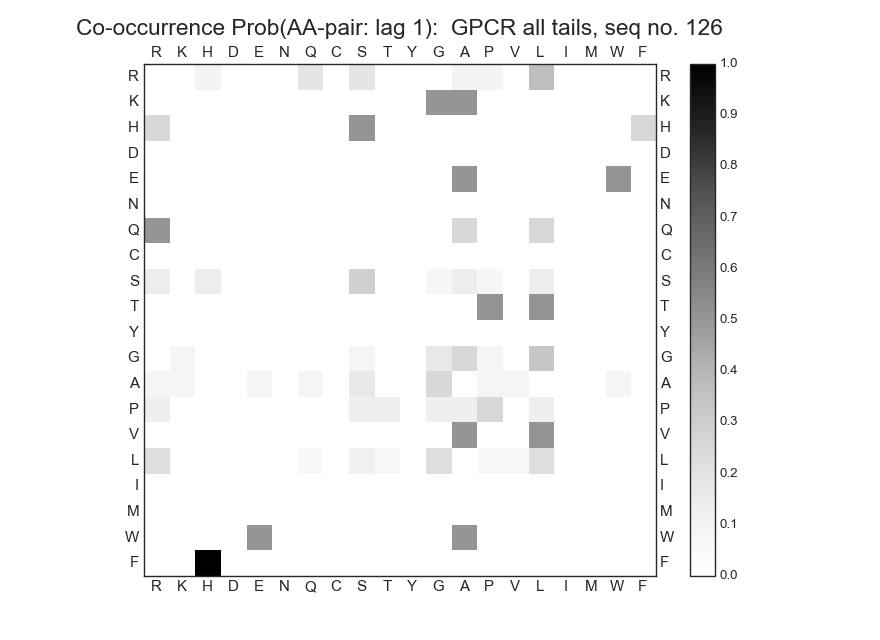 Co-occurrence Prob(AA-pair: lag 1):  GPCR all tails, seq no. 126
R K H D E N Q C S T Y G A P V L I M W F
R R 1.0
K K 0.9
H H
D D 0.8
E E
N N 0.7
Q Q 0.6
C C
S S 0.5
T T
Y Y
G G 0.4
A A
P P 0.3
V V
L L 0.2
I I
M M 0.1
W W
F F 0.0
R K H D E N Q C S T Y G A P V L I M W F